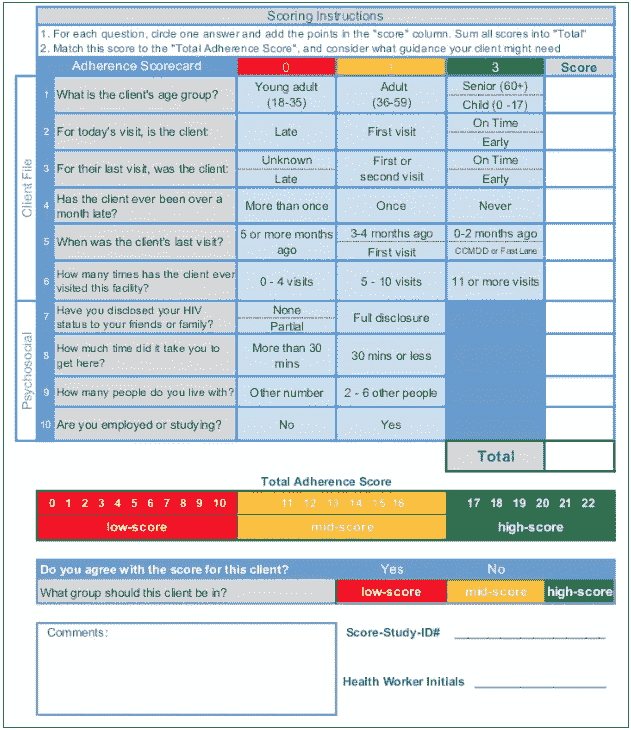 Scoring Instructions
1. For each question, circle one answer and add the points in the "score" column. Sum all scores into "Total"
2. Match this score to the "Total Adherence Score", and consider what guidance your client might need
Adherence Scorecard 0 1 3 Score
Client File
1 What is the client's age group? Young adult (18-35) Adult (36-59) Senior (60+) Child (0 -17)
2 For today's visit, is the client: Late First visit On Time Early
3 For their last visit, was the client: Unknown Late First or second visit On Time Early
4 Has the client ever been over a month late? More than once Once Never
5 When was the client's last visit? 5 or more months ago 3-4 months ago First visit 0-2 months ago CCMDD or Fast Lane
6 How many times has the client ever visited this facility? 0 - 4 visits 5 - 10 visits 11 or more visits
Psychosocial
7 Have you disclosed your HIV status to your friends or family? None Partial Full disclosure
8 How much time did it take you to get here? More than 30 mins 30 mins or less
9 How many people do you live with? Other number 2 - 6 other people
10 Are you employed or studying? No Yes
Total
Total Adherence Score
0 1 2 3 4 5 6 7 8 9 10 11 12 13 14 15 16 17 18 19 20 21 22
low-score mid-score high-score
Do you agree with the score for this client? Yes No
What group should this client be in? low-score mid-score high-score
Comments:
Score-Study-ID#
Health Worker Initials